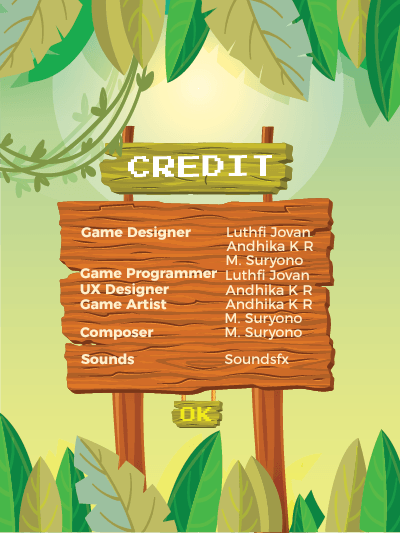 CREDIT
Game Designer Luthfi Jovan
Andhika K R
M. Suryono
Game Programmer Luthfi Jovan
UX Designer Andhika K R
Game Artist Andhika K R
M. Suryono
Composer M. Suryono
Sounds Soundsfx
OK